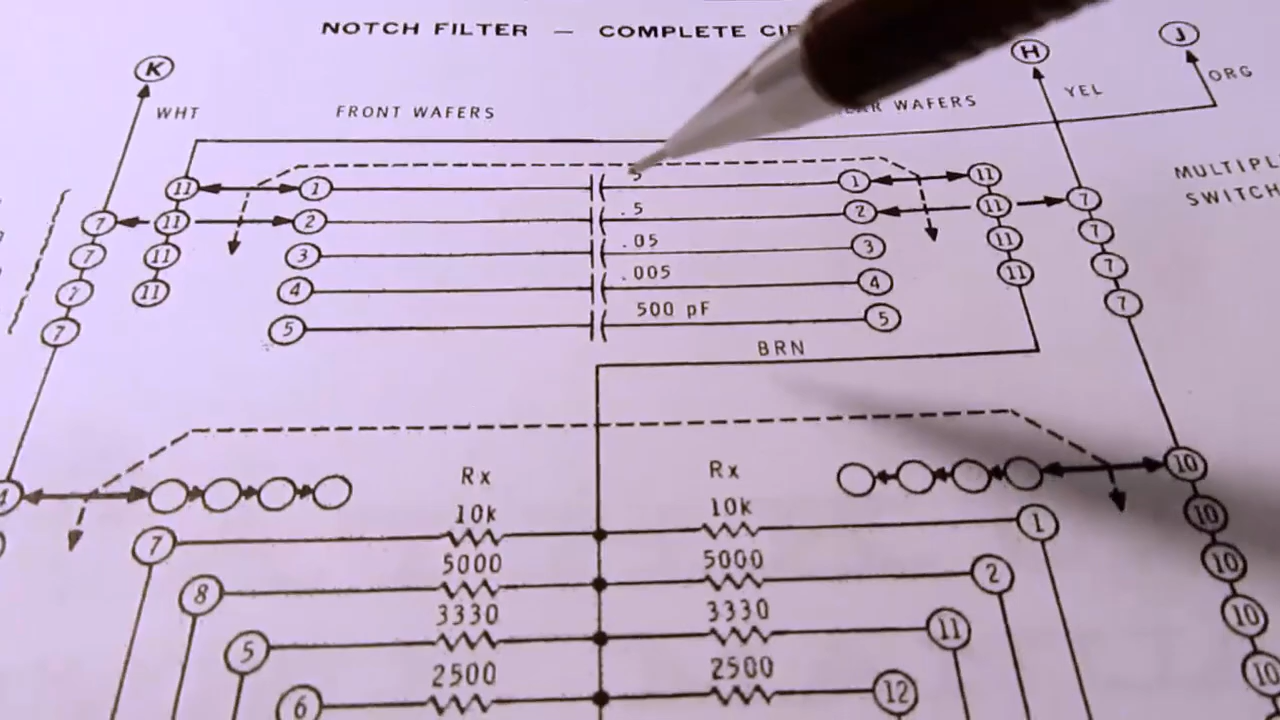 NOTCH FILTER — COMPLETE
K
H
J
WHT
FRONT WAFERS
WAFERS
YEL
ORG
MULTIPL
SWITCH
11 1 5 1 11
7 11 2 .5 2 11 7
7 11 3 .05 3 11 7
7 11 4 .005 4 11 7
7 5 500 pF 5 7
BRN
Rx Rx
4 10
7 10k 10k 1 10
8 5000 5000 2 10
5 3330 3330 11 10
6 2500 2500 12 10